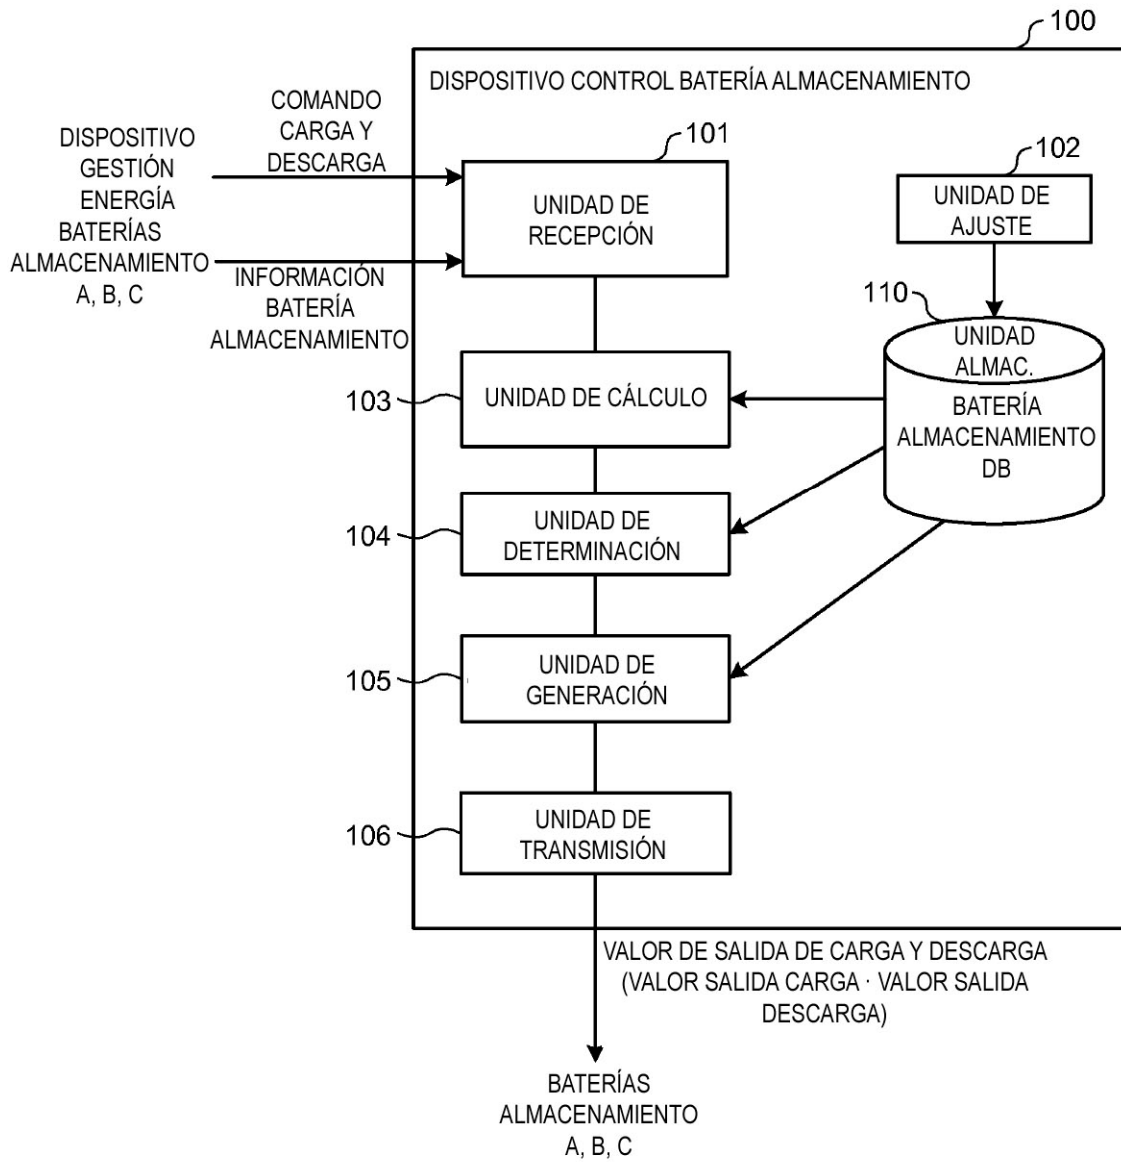 100
DISPOSITIVO CONTROL BATERÍA ALMACENAMIENTO
COMANDO
CARGA Y
DESCARGA
DISPOSITIVO
GESTIÓN
ENERGÍA
BATERÍAS
ALMACENAMIENTO
A, B, C
INFORMACIÓN
BATERÍA
ALMACENAMIENTO
101
UNIDAD DE
RECEPCIÓN
102
UNIDAD DE
AJUSTE
110
UNIDAD
ALMAC.
BATERÍA
ALMACENAMIENTO
DB
103
UNIDAD DE CÁLCULO
104
UNIDAD DE
DETERMINACIÓN
105
UNIDAD DE
GENERACIÓN
106
UNIDAD DE
TRANSMISIÓN
VALOR DE SALIDA DE CARGA Y DESCARGA
(VALOR SALIDA CARGA · VALOR SALIDA
DESCARGA)
BATERÍAS
ALMACENAMIENTO
A, B, C